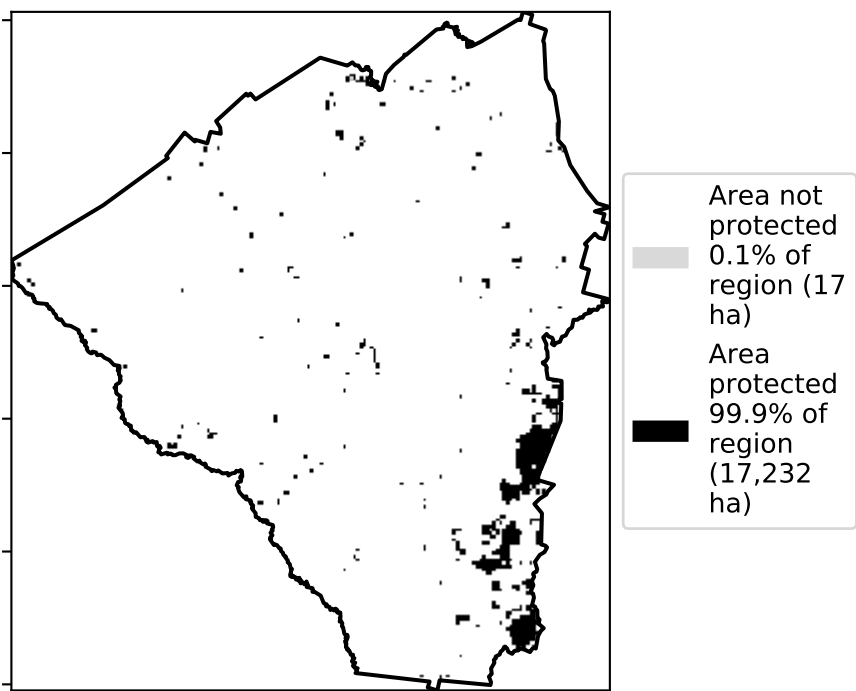 Area not
protected
0.1% of
region (17
ha)
Area
protected
99.9% of
region
(17,232
ha)